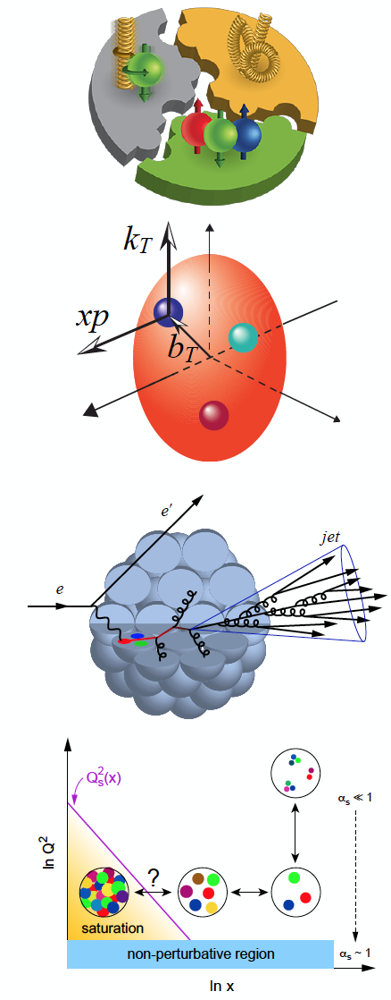 k_T
xp
b_T
e'
jet
e
Q_s^2(x)
α_s ≪ 1
ln Q^2
?
saturation
non-perturbative region
α_s ~ 1
ln x